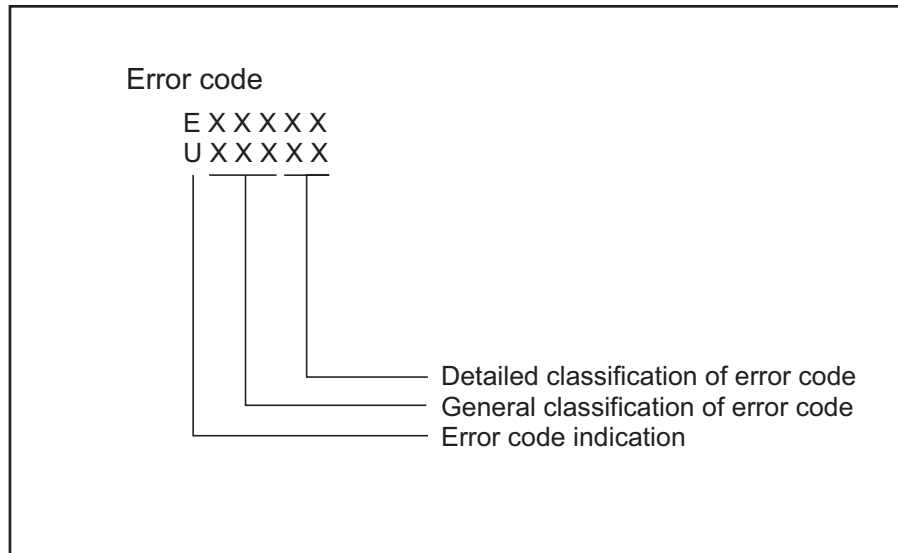 Error code
E X X X X X
U X X X X X
Detailed classification of error code
General classification of error code
Error code indication